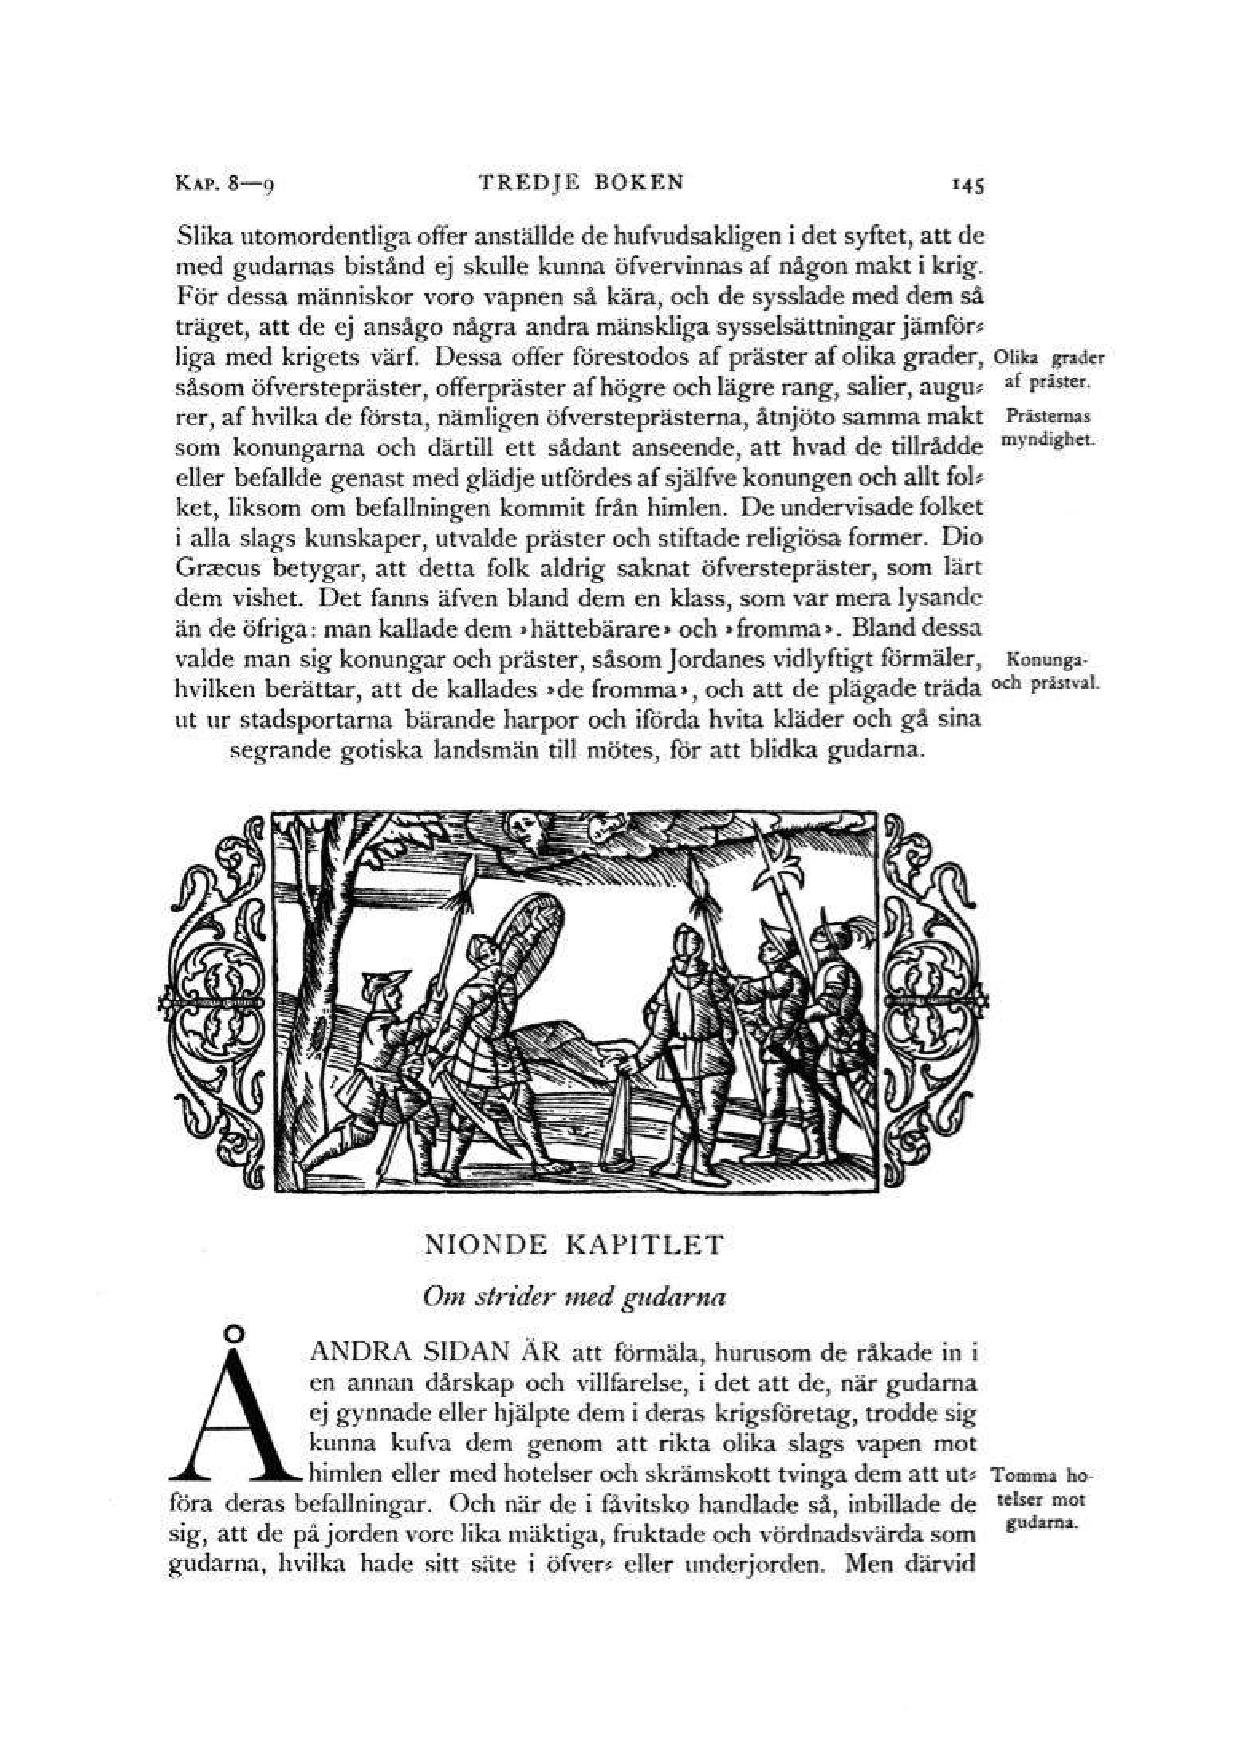 KAP. 8—9 TREDJE BOKEN 145
Slika utomordentliga offer anställde de hufvudsakligen i det syftet, att de
med gudarnas bistånd ej skulle kunna öfvervinnas af någon makt i krig.
För dessa människor voro vapnen så kära, och de sysslade med dem så
träget, att de ej ansågo några andra mänskliga sysselsättningar jämför-
liga med krigets värf. Dessa offer förestodos af präster af olika grader,
såsom öfverstepräster, offerpräster af högre och lägre rang, salier, augu-
rer, af hvilka de första, nämligen öfversteprästerna, åtnjöto samma makt
som konungarna och därtill ett sådant anseende, att hvad de tillrådde
eller befallde genast med glädje utfördes af själfve konungen och allt fol-
ket, liksom om befallningen kommit från himlen. De undervisade folket
i alla slags kunskaper, utvalde präster och stiftade religiösa former. Dio
Græcus betygar, att detta folk aldrig saknat öfverstepräster, som lärt
dem vishet. Det fanns äfven bland dem en klass, som var mera lysande
än de öfriga: man kallade dem »hättebärare» och »fromma». Bland dessa
valde man sig konungar och präster, såsom Jordanes vidlyftigt förmäler,
hvilken berättar, att de kallades »de fromma», och att de plägade träda
ut ur stadsportarna bärande harpor och iförda hvita kläder och gå sina
segrande gotiska landsmän till mötes, för att blidka gudarna.
Olika grader
af präster.
Prästernas
myndighet.
Konunga-
och prästval.
NIONDE KAPITLET
Om strider med gudarna
Å ANDRA SIDAN ÄR att förmäla, hurusom de råkade in i
en annan dårskap och villfarelse, i det att de, när gudarna
ej gynnade eller hjälpte dem i deras krigsföretag, trodde sig
kunna kufva dem genom att rikta olika slags vapen mot
himlen eller med hotelser och skrämskott tvinga dem att ut-
föra deras befallningar. Och när de i fåvitsko handlade så, inbillade de
sig, att de på jorden vore lika mäktiga, fruktade och vördnadsvärda som
gudarna, hvilka hade sitt säte i öfver- eller underjorden. Men därvid
Tomma ho-
telser mot
gudarna.